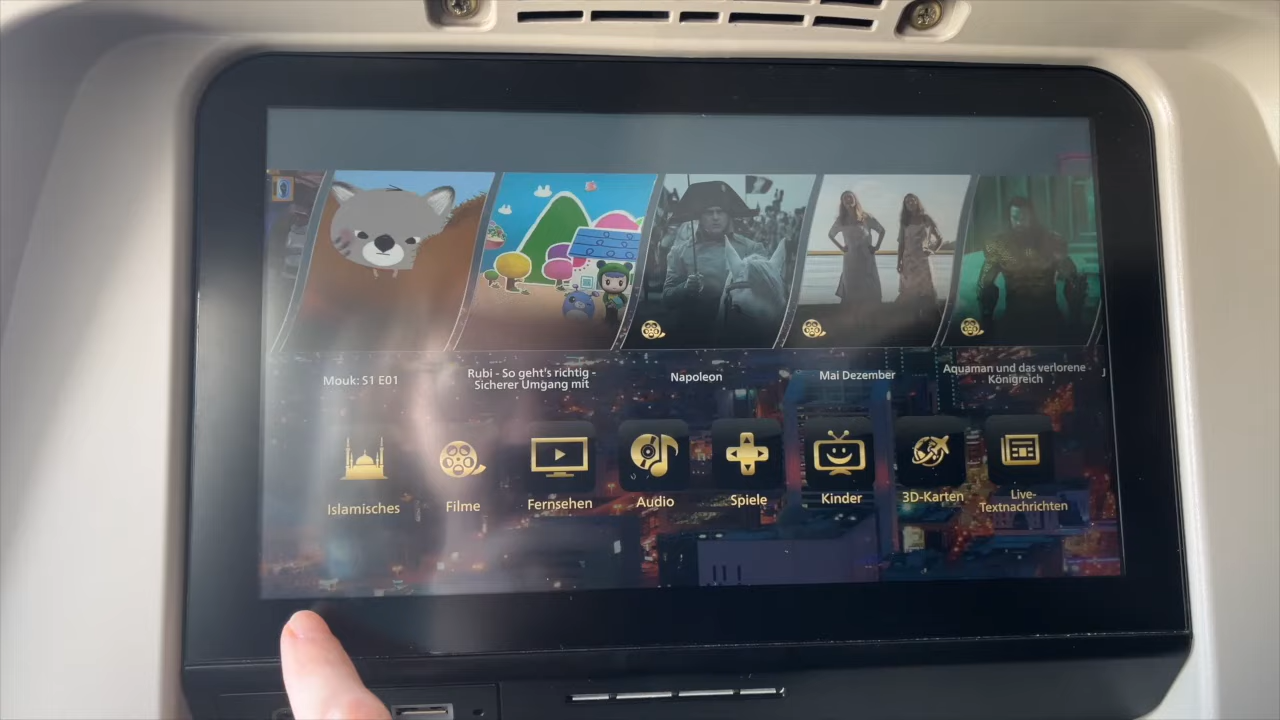 Mouk: S1 E01
Rubi - So geht's richtig -
Sicherer Umgang mit
Napoleon
Mai Dezember
Aquaman und das verlorene
Königreich
Islamisches
Filme
Fernsehen
Audio
Spiele
Kinder
3D-Karten
Live-
Textnachrichten